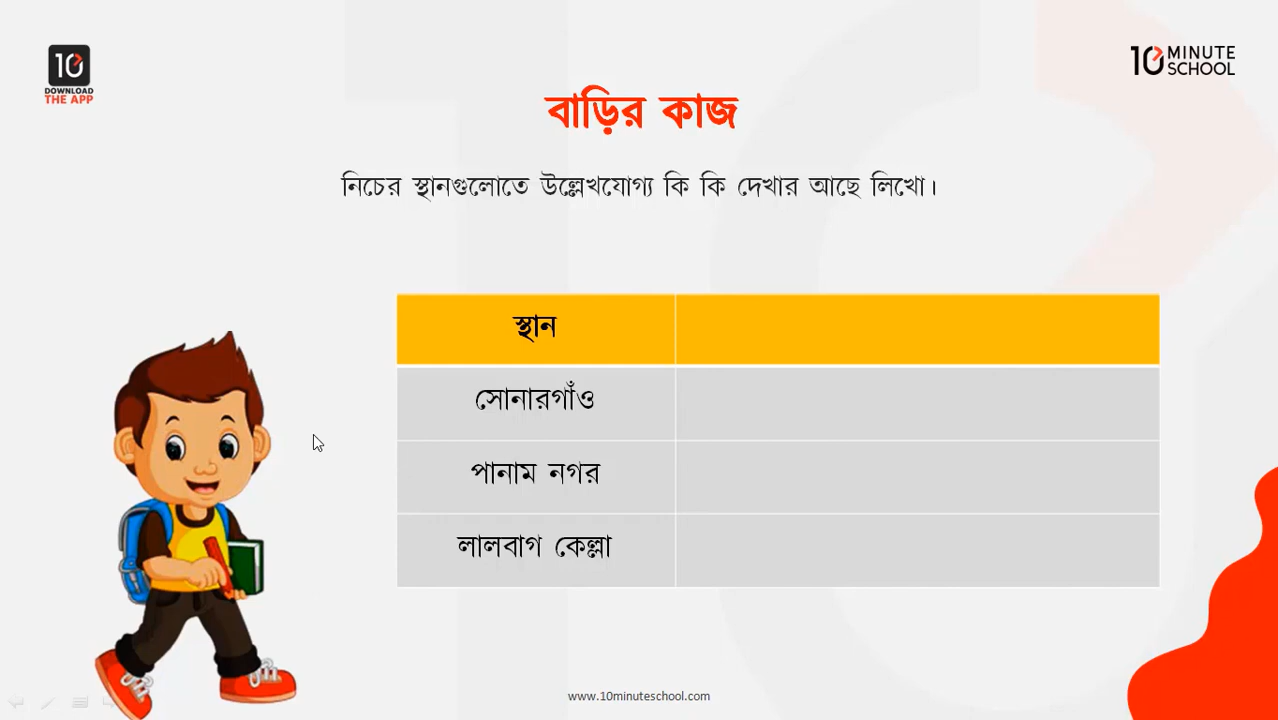 10
DOWNLOAD
THE APP
10 MINUTE
SCHOOL
বাড়ির কাজ
নিচের স্থানগুলোতে উল্লেখযোগ্য কি কি দেখার আছে লিখো।
স্থান
সোনারগাঁও
পানাম নগর
লালবাগ কেল্লা
www.10minuteschool.com